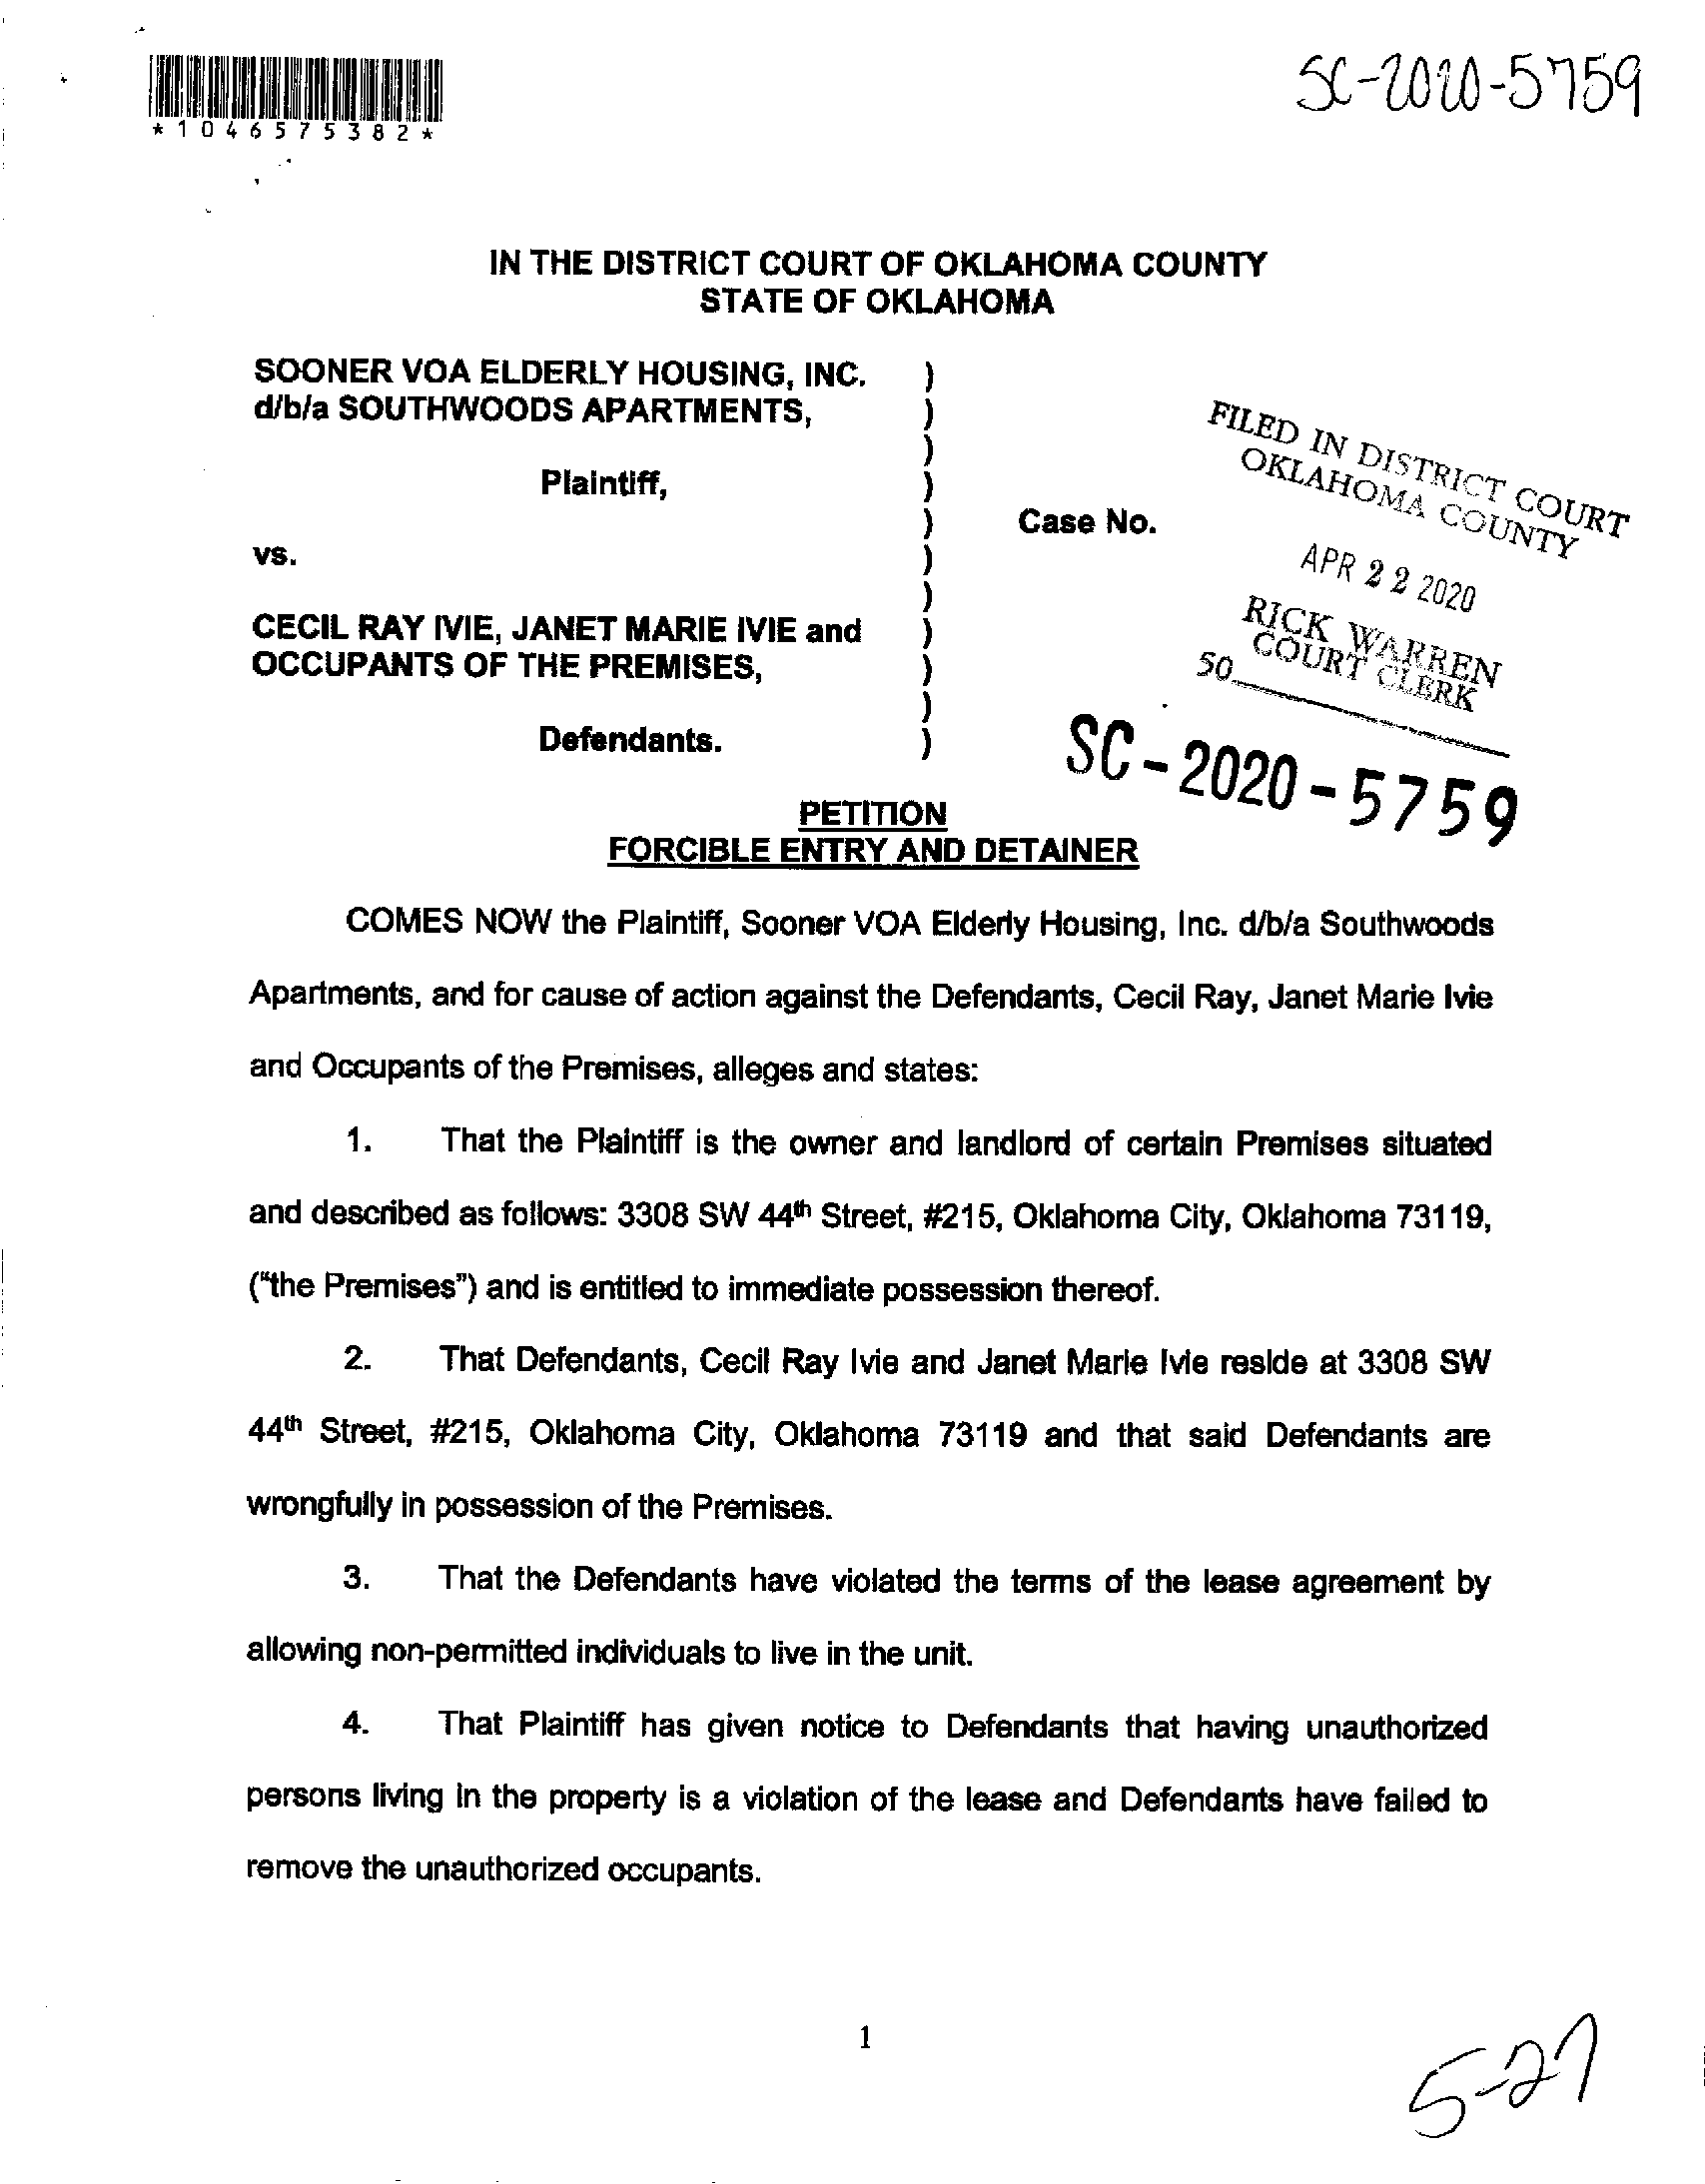 SC-2020-5759
*1046575382*
IN THE DISTRICT COURT OF OKLAHOMA COUNTY
STATE OF OKLAHOMA
SOONER VOA ELDERLY HOUSING, INC. )
d/b/a SOUTHWOODS APARTMENTS, )
)
Plaintiff, )
) Case No.
vs. )
)
CECIL RAY IVIE, JANET MARIE IVIE and )
OCCUPANTS OF THE PREMISES, )
)
Defendants. )
FILED IN DISTRICT COURT
OKLAHOMA COUNTY
APR 22 2020
RICK WARREN
COURT CLERK
50
SC-2020-5759
PETITION
FORCIBLE ENTRY AND DETAINER
COMES NOW the Plaintiff, Sooner VOA Elderly Housing, Inc. d/b/a Southwoods
Apartments, and for cause of action against the Defendants, Cecil Ray, Janet Marie Ivie
and Occupants of the Premises, alleges and states:
1. That the Plaintiff is the owner and landlord of certain Premises situated
and described as follows: 3308 SW 44th Street, #215, Oklahoma City, Oklahoma 73119,
("the Premises") and is entitled to immediate possession thereof.
2. That Defendants, Cecil Ray Ivie and Janet Marie Ivie reside at 3308 SW
44th Street, #215, Oklahoma City, Oklahoma 73119 and that said Defendants are
wrongfully in possession of the Premises.
3. That the Defendants have violated the terms of the lease agreement by
allowing non-permitted individuals to live in the unit.
4. That Plaintiff has given notice to Defendants that having unauthorized
persons living in the property is a violation of the lease and Defendants have failed to
remove the unauthorized occupants.
1
5-27